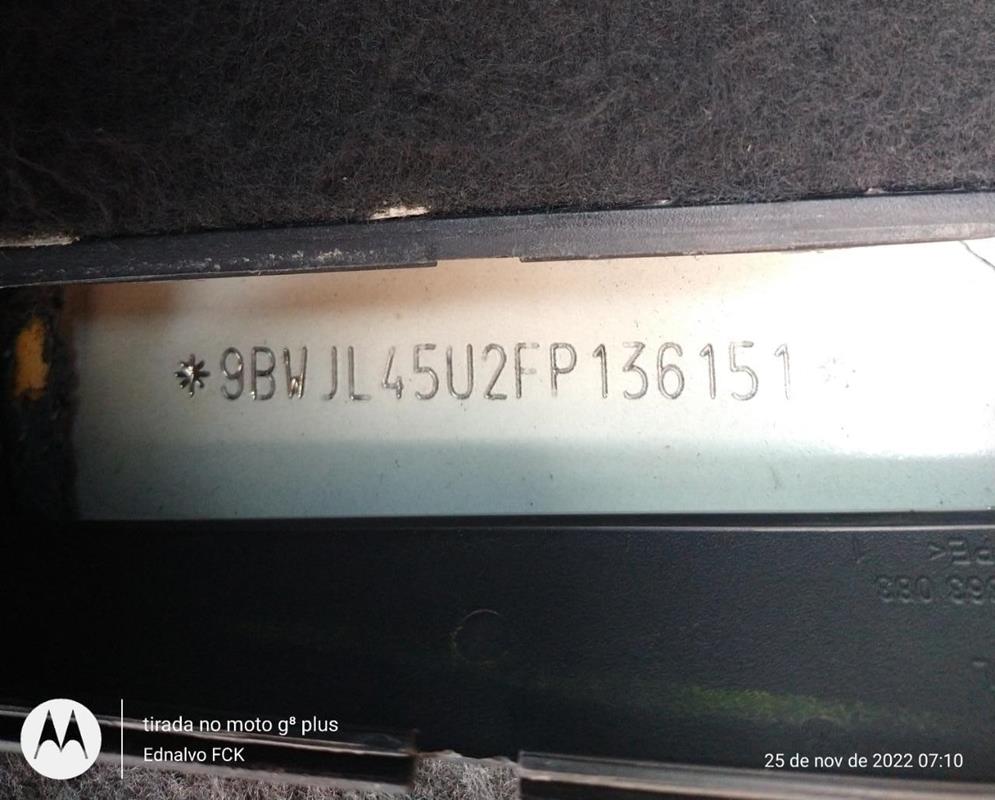 *9BWJL45U2FP136151*
tirada no moto g⁸ plus
Ednalvo FCK
25 de nov de 2022 07:10